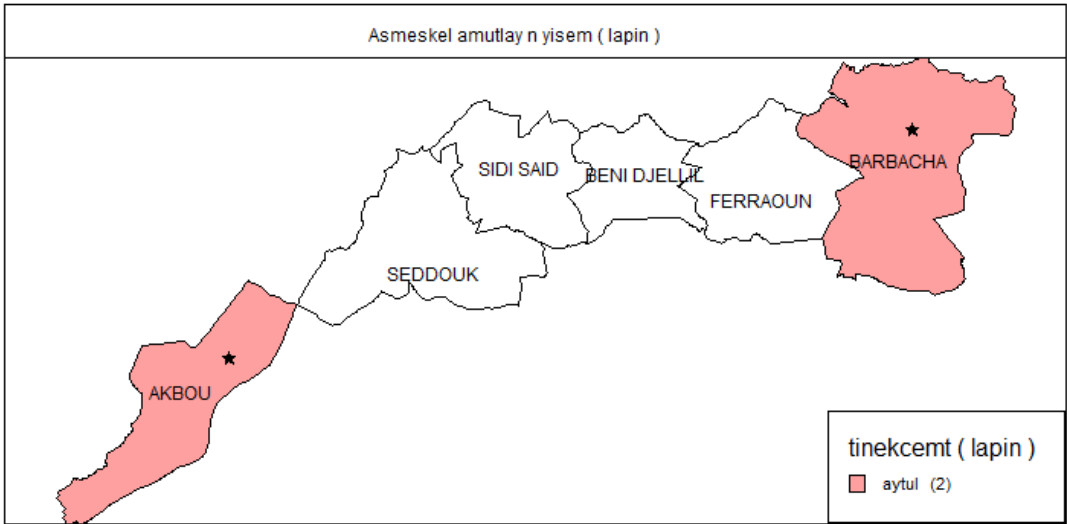 Asmeskel amutlay n yisem ( lapin )
SIDI SAID
BENI DJELLIL
BARBACHA
FERRAOUN
SEDDOUK
AKBOU
tinekcemt ( lapin )
aytul (2)